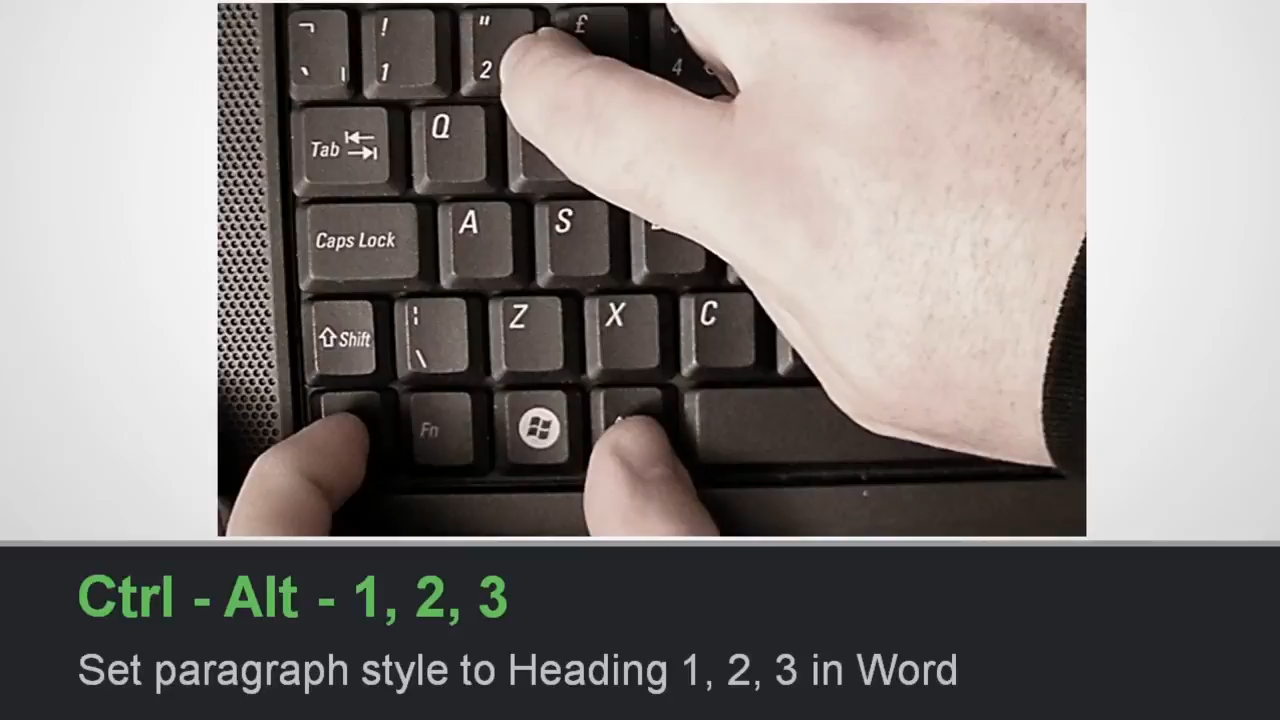 ¬ ! " £
` | 1 2 4
Tab Q
Caps Lock A S
Shift ¦ \ Z X C
Fn
Ctrl - Alt - 1, 2, 3
Set paragraph style to Heading 1, 2, 3 in Word